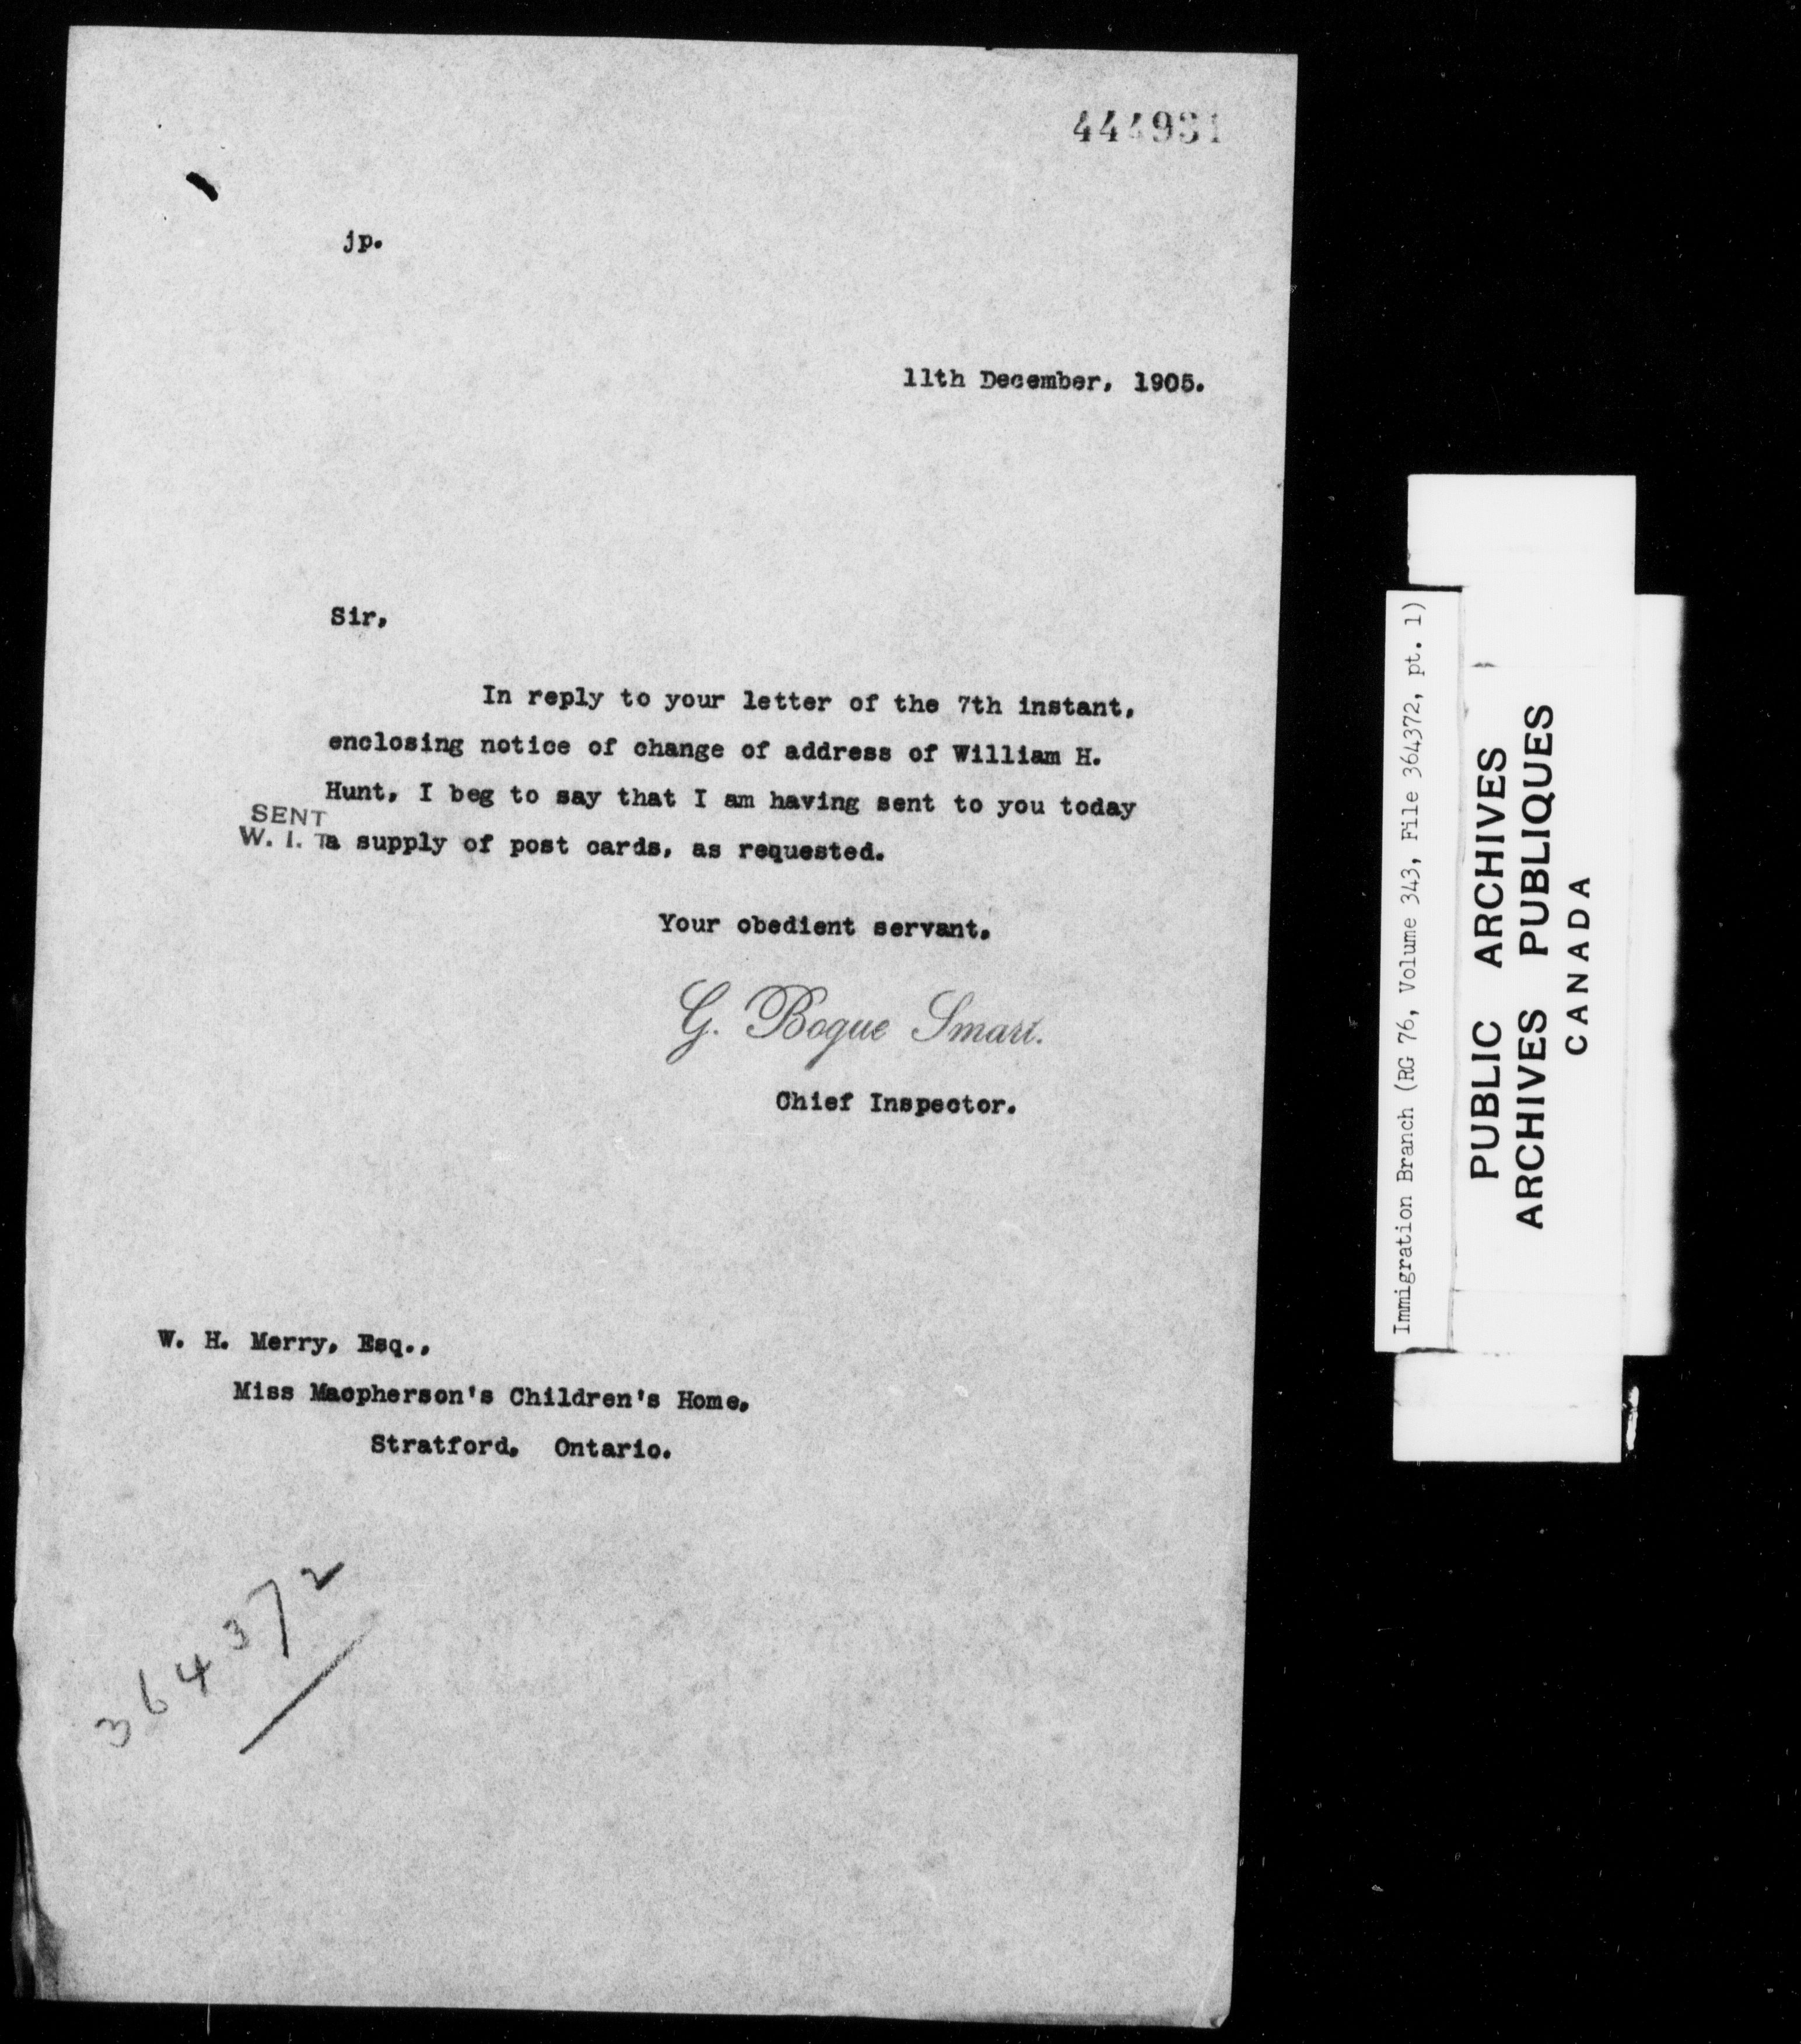 444931
jp.
11th December, 1905.
Sir,
In reply to your letter of the 7th instant,
enclosing notice of change of address of William H.
Hunt, I beg to say that I am having sent to you today
SENT
W. I. T
a supply of post cards, as requested.
Your obedient servant,
G. Bogue Smart.
Chief Inspector.
W. H. Merry, Esq.,
Miss Macpherson's Children's Home,
Stratford, Ontario.
364372
Immigration Branch (RG 76, Volume 343, File 364372, pt. 1)
PUBLIC ARCHIVES
ARCHIVES PUBLIQUES
CANADA